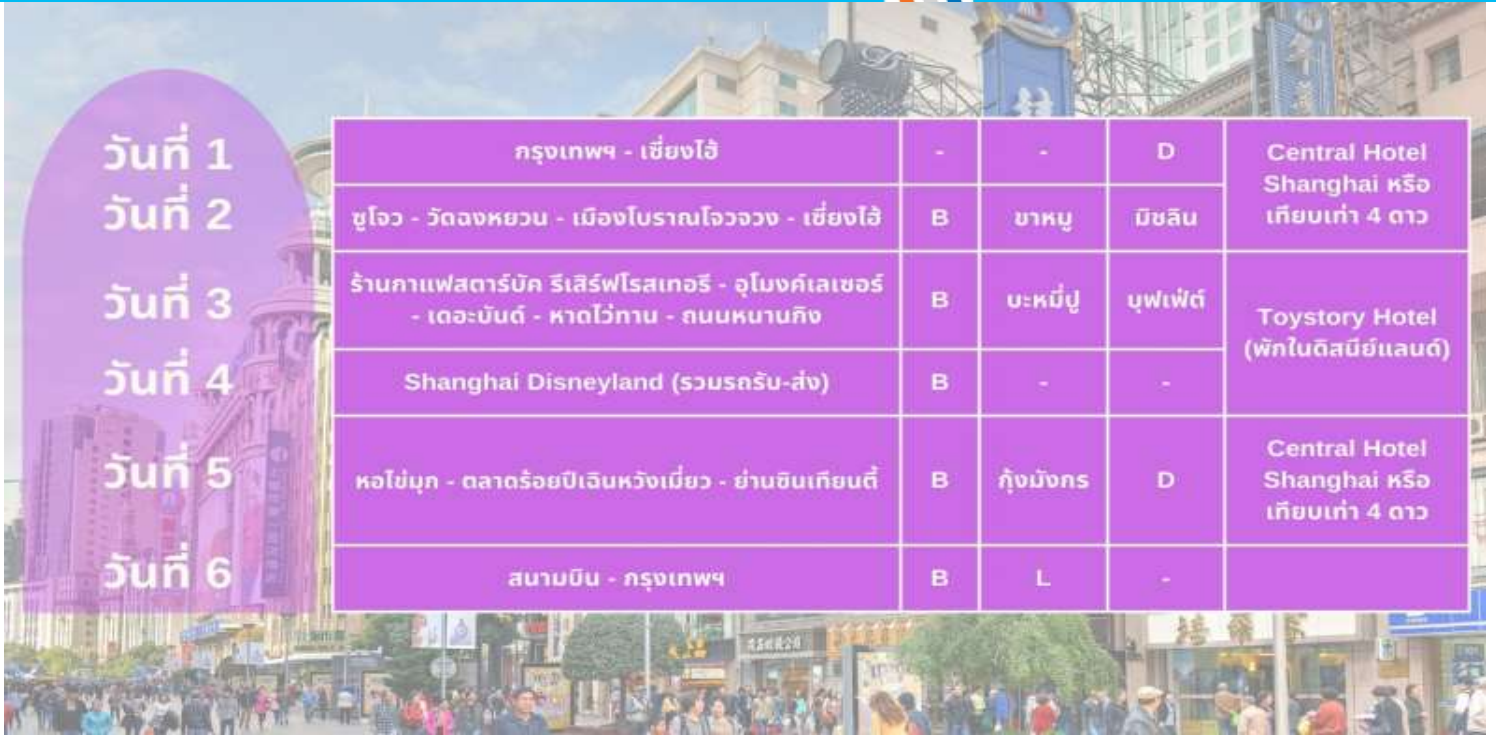 วันที่ 1
กรุงเทพฯ - เซี่ยงไฮ้
-
-
D
Central Hotel
Shanghai หรือ
เทียบเท่า 4 ดาว
วันที่ 2
ซูโจว - วัดฉงหยวน - เมืองโบราณโจวจวง - เซี่ยงไฮ้
B
ขาหมู
มิชลิน
วันที่ 3
ร้านกาแฟสตาร์บัค รีเสิร์ฟโรสเทอรี - อุโมงค์เลเซอร์
- เดอะบันด์ - หาดไว่ทาน - ถนนหนานกิง
B
บะหมี่ปู
บุฟเฟ่ต์
Toystory Hotel
(พักในดิสนีย์แลนด์)
วันที่ 4
Shanghai Disneyland (รวมรถรับ-ส่ง)
B
-
-
วันที่ 5
หอไข่มุก - ตลาดร้อยปีเฉินหวังเมี่ยว - ย่านซินเทียนตี้
B
กุ้งมังกร
D
Central Hotel
Shanghai หรือ
เทียบเท่า 4 ดาว
วันที่ 6
สนามบิน - กรุงเทพฯ
B
L
-